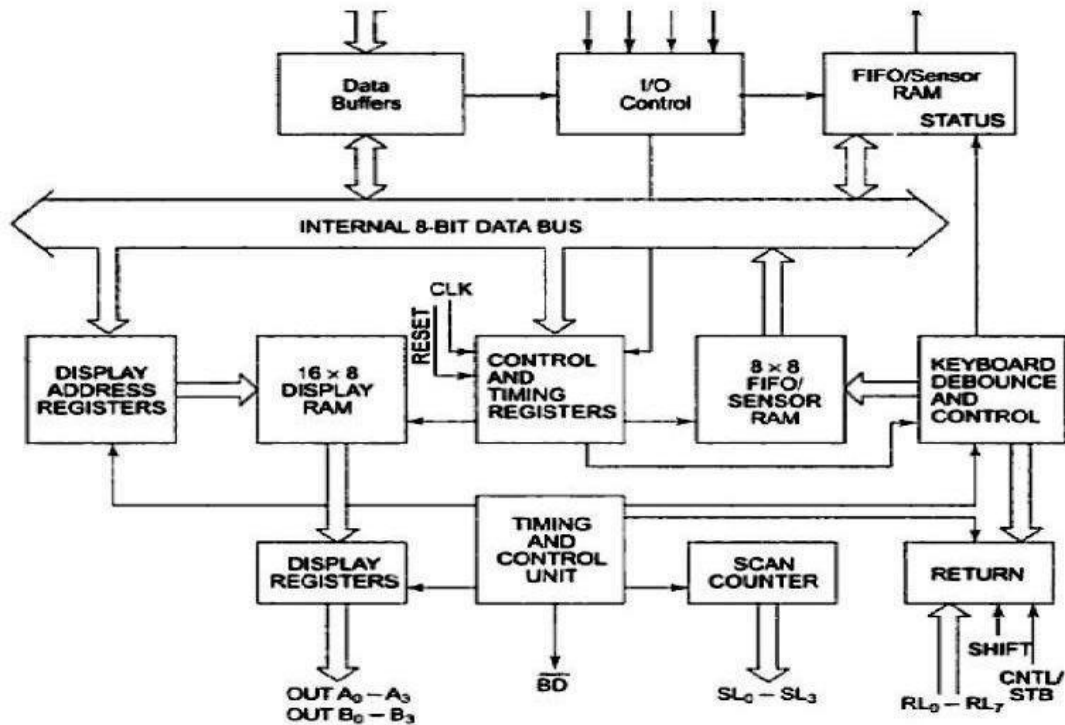 Data
Buffers
I/O
Control
FIFO/Sensor
RAM
STATUS
INTERNAL 8-BIT DATA BUS
CLK
RESET
DISPLAY
ADDRESS
REGISTERS
16 × 8
DISPLAY
RAM
CONTROL
AND
TIMING
REGISTERS
8 × 8
FIFO/
SENSOR
RAM
KEYBOARD
DEBOUNCE
AND
CONTROL
DISPLAY
REGISTERS
TIMING
AND
CONTROL
UNIT
SCAN
COUNTER
RETURN
SHIFT
CNTL/
STB
OUT A₀ – A₃
OUT B₀ – B₃
B̅D̅
SL₀ – SL₃
RL₀ – RL₇